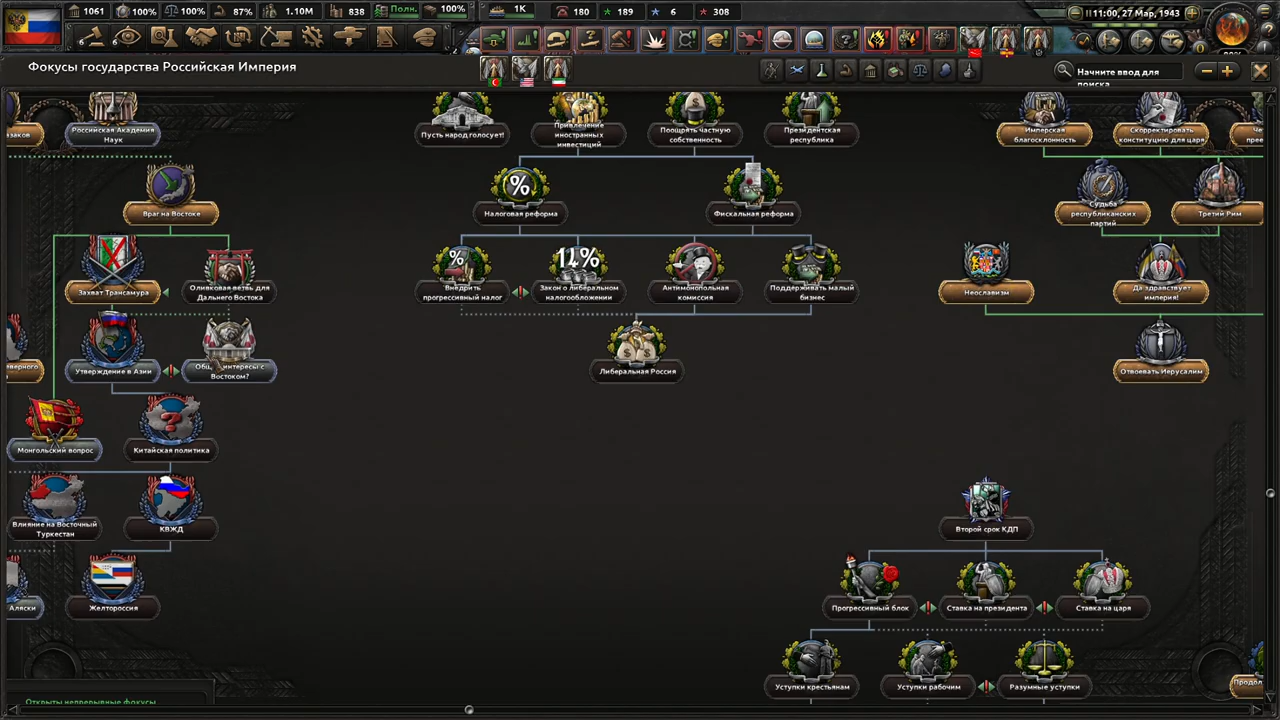 1061
100%
100%
87%
1.10M
838
Полн.
100%
1K
180
189
6
308
11:00, 27 Мар, 1943
Фокусы государства Российская Империя
Начните ввод для
поиска
Российская Академия
Наук
Пусть народ голосует!
Привлечение
иностранных
инвестиций
Поощрять частную
собственность
Президентская
республика
Имперская
благосклонность
Скорректировать
конституцию для царя
Враг на Востоке
Налоговая реформа
Фискальная реформа
Судьба
республиканских
партий
Третий Рим
Захват Трансамура
Оливковая ветвь для
Дальнего Востока
Внедрить
прогрессивный налог
14%
Закон о либеральном
налогообложении
Антимонопольная
комиссия
Поддерживать малый
бизнес
Неославизм
Да здравствует
империя!
Утверждение в Азии
интересы с
Востоком?
Либеральная Россия
Отвоевать Иерусалим
Монгольский вопрос
Китайская политика
Влияние на Восточный
Туркестан
КВЖД
Второй срок КДП
Аляски
Желтороссия
Прогрессивный блок
Ставка на президента
Ставка на царя
Уступки крестьянам
Уступки рабочим
Разумные уступки
Открыты непрерывные фокусы